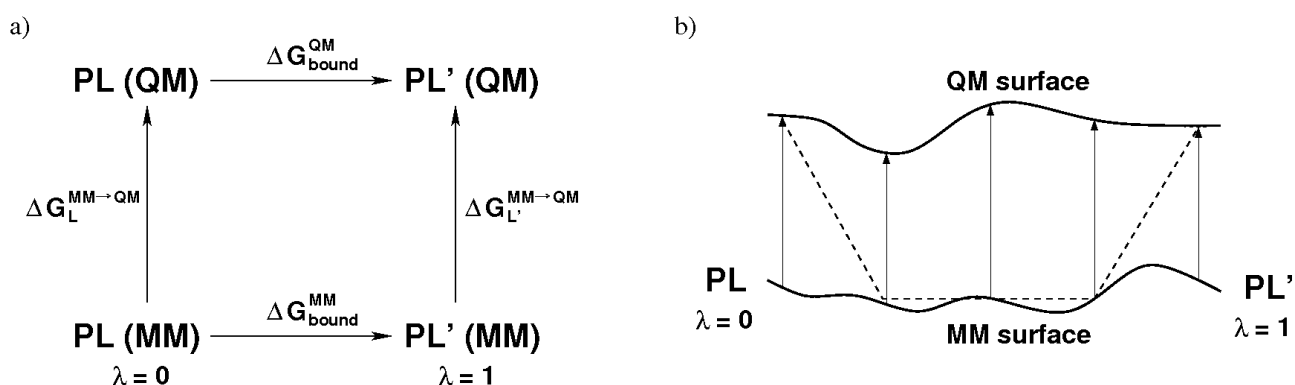 a)
PL (QM)
ΔG^QM_bound
PL' (QM)
ΔG_L^MM→QM
ΔG_L'^MM→QM
PL (MM)
ΔG^MM_bound
PL' (MM)
λ = 0
λ = 1
b)
QM surface
PL
λ = 0
MM surface
PL'
λ = 1